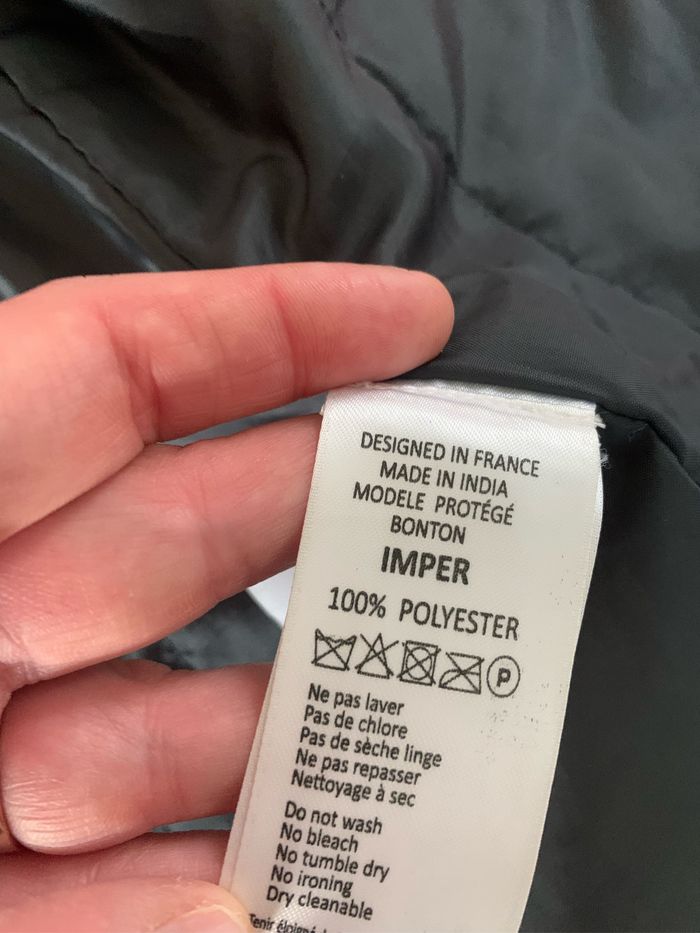 DESIGNED IN FRANCE
MADE IN INDIA
MODELE PROTÉGÉ
BONTON
IMPER
100% POLYESTER
P
Ne pas laver
Pas de chlore
Pas de sèche linge
Ne pas repasser
Nettoyage à sec
Do not wash
No bleach
No tumble dry
No ironing
Dry cleanable
Tenir éloigné